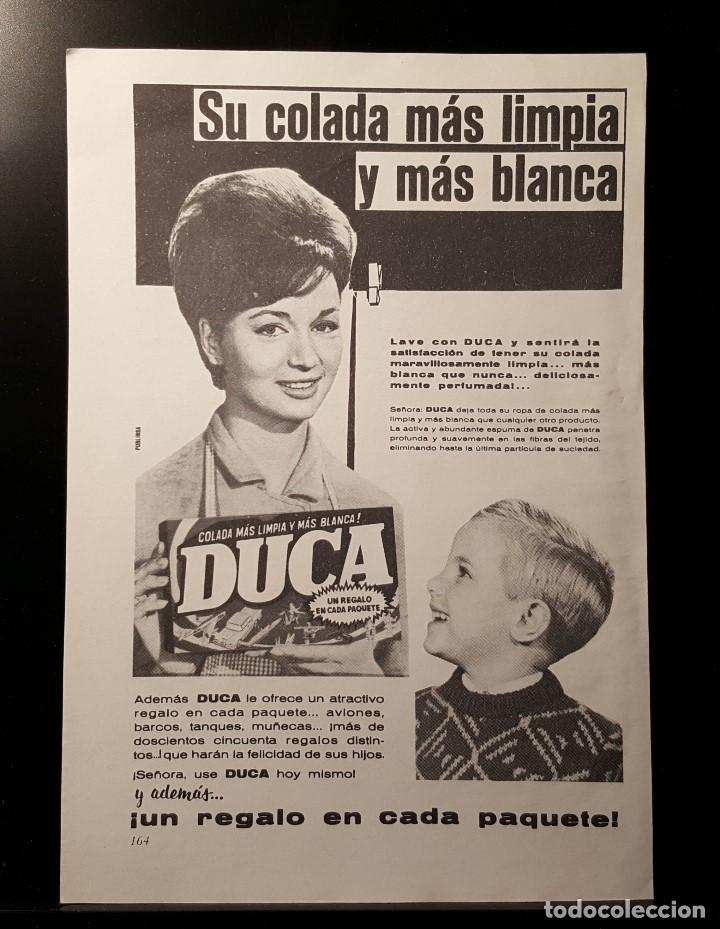 Su colada más limpia
y más blanca
Lave con DUCA y sentirá la
satisfacción de tener su colada
maravillosamente limpia... más
blanca que nunca... deliciosa-
mente perfumada!...
Señora: DUCA deja toda su ropa de colada más
limpia y más blanca que cualquier otro producto.
La activa y abundante espuma de DUCA penetra
profunda y suavemente en las fibras del tejido,
eliminando hasta la última partícula de suciedad.
PUBLINSA
COLADA MÁS LIMPIA Y MÁS BLANCA!
DUCA
UN REGALO
EN CADA PAQUETE
Además DUCA le ofrece un atractivo
regalo en cada paquete... aviones,
barcos, tanques, muñecas... ¡más de
doscientos cincuenta regalos distin-
tos...! que harán la felicidad de sus hijos.
¡Señora, use DUCA hoy mismo!
y además...
¡un regalo en cada paquete!
164
todocoleccion